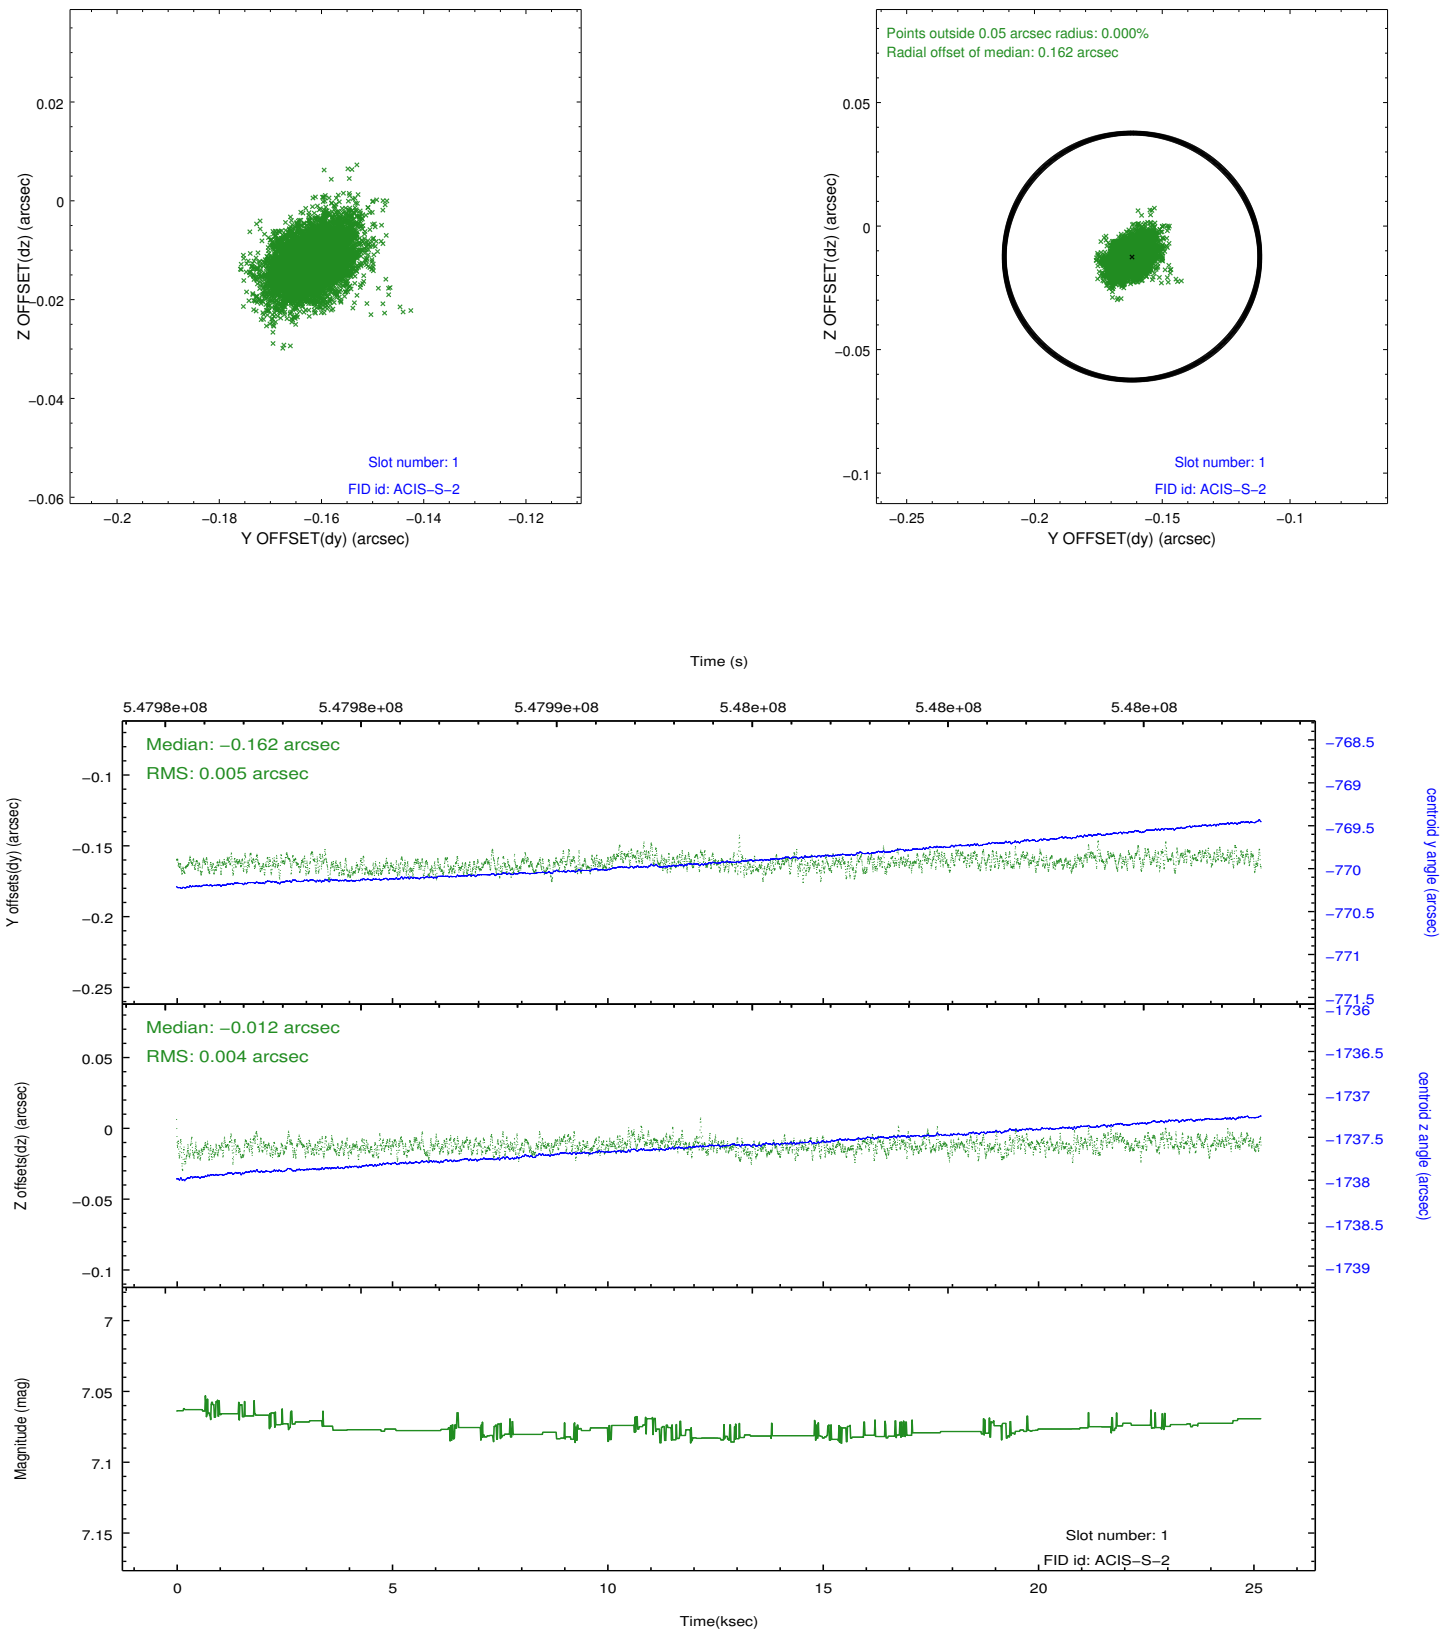 0.02
0
−0.02
−0.04
−0.06
Z OFFSET(dz) (arcsec)
Slot number: 1
FID id: ACIS−S−2
−0.2
−0.18
−0.16
−0.14
−0.12
Y OFFSET(dy) (arcsec)
Points outside 0.05 arcsec radius: 0.000%
Radial offset of median: 0.162 arcsec
0.05
0
−0.05
−0.1
Z OFFSET(dz) (arcsec)
Slot number: 1
FID id: ACIS−S−2
−0.25
−0.2
−0.15
−0.1
Y OFFSET(dy) (arcsec)
Time (s)
5.4798e+08
5.4798e+08
5.4799e+08
5.48e+08
5.48e+08
5.48e+08
Median: −0.162 arcsec
RMS: 0.005 arcsec
−0.1
−0.15
−0.2
−0.25
Y offsets(dy) (arcsec)
−768.5
−769
−769.5
−770
−770.5
−771
−771.5
centroid y angle (arcsec)
Median: −0.012 arcsec
RMS: 0.004 arcsec
0.05
0
−0.05
−0.1
Z offsets(dz) (arcsec)
−1736
−1736.5
−1737
−1737.5
−1738
−1738.5
−1739
centroid z angle (arcsec)
7
7.05
7.1
7.15
Magnitude (mag)
Slot number: 1
FID id: ACIS−S−2
0
5
10
15
20
25
Time(ksec)